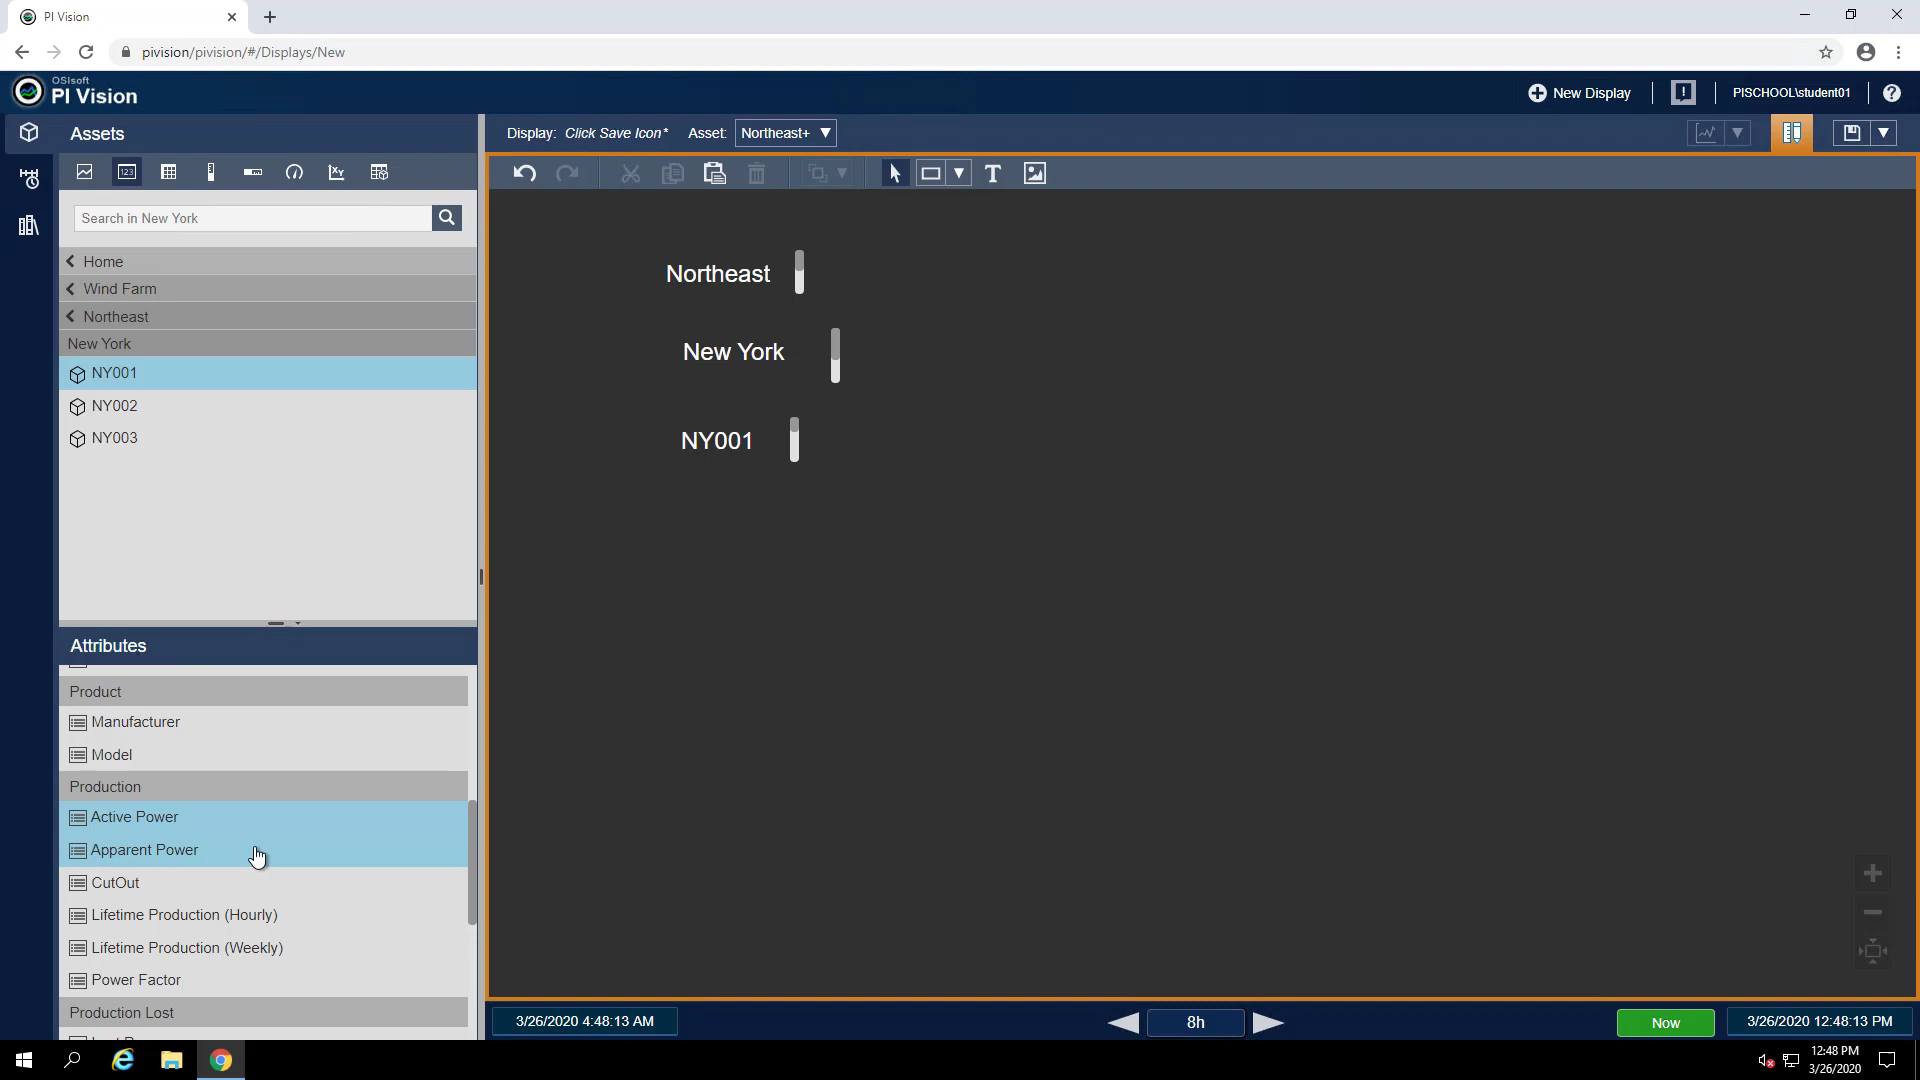 PI Vision
pivision/pivision/#/Displays/New
OSIsoft
PI Vision
New Display
PISCHOOL\student01
Assets
Display: Click Save Icon* Asset: Northeast+
123
XY
T
Search in New York
Home
Wind Farm
Northeast
New York
NY001
NY002
NY003
Northeast
New York
NY001
Attributes
Product
Manufacturer
Model
Production
Active Power
Apparent Power
CutOut
Lifetime Production (Hourly)
Lifetime Production (Weekly)
Power Factor
Production Lost
3/26/2020 4:48:13 AM
8h
Now
3/26/2020 12:48:13 PM
12:48 PM
3/26/2020